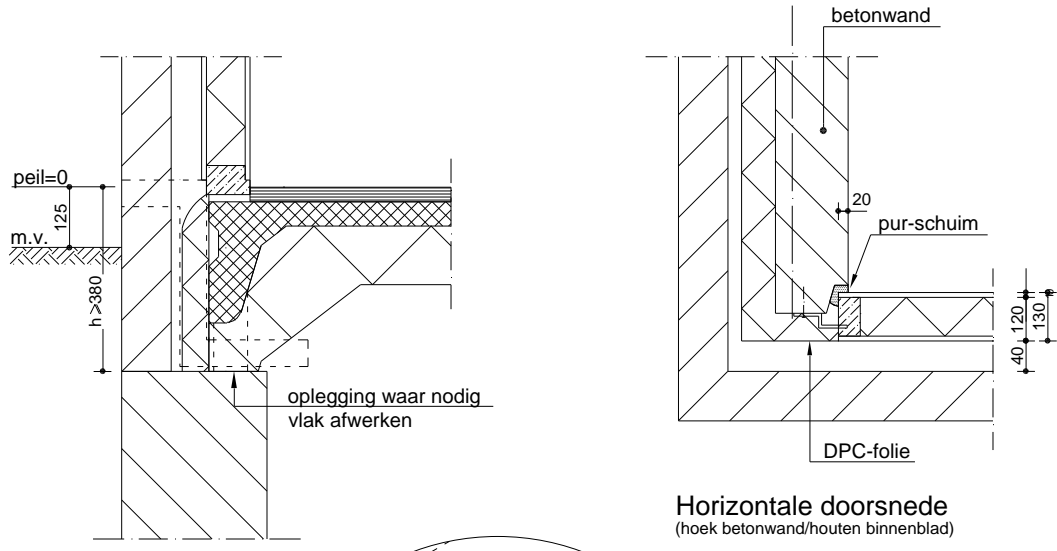 betonwand
peil=0
125
m.v.
h≥380
20
pur-schuim
120
130
40
oplegging waar nodig
vlak afwerken
DPC-folie
Horizontale doorsnede
(hoek betonwand/houten binnenblad)